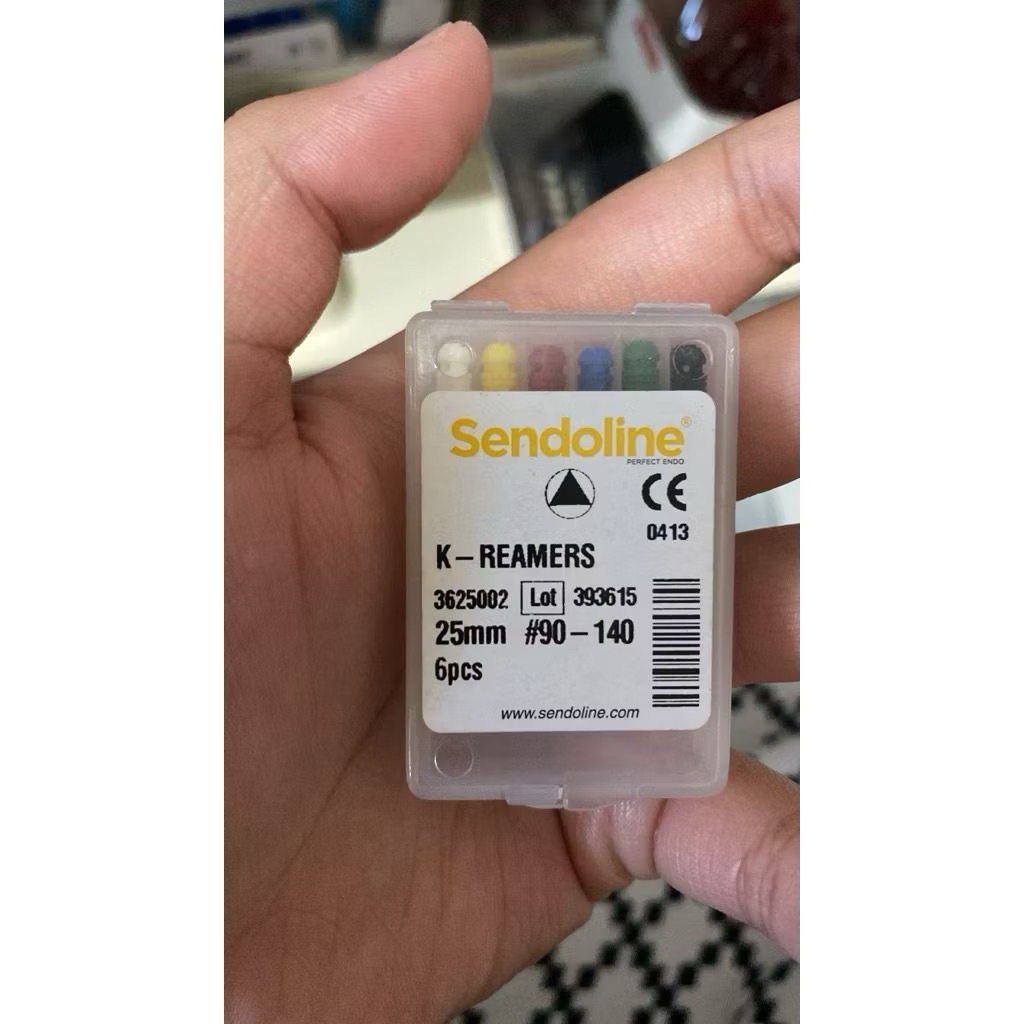 Sendoline®
PERFECT ENDO
CE
0413
K–REAMERS
3625002 Lot 393615
25mm #90–140
6pcs
www.sendoline.com